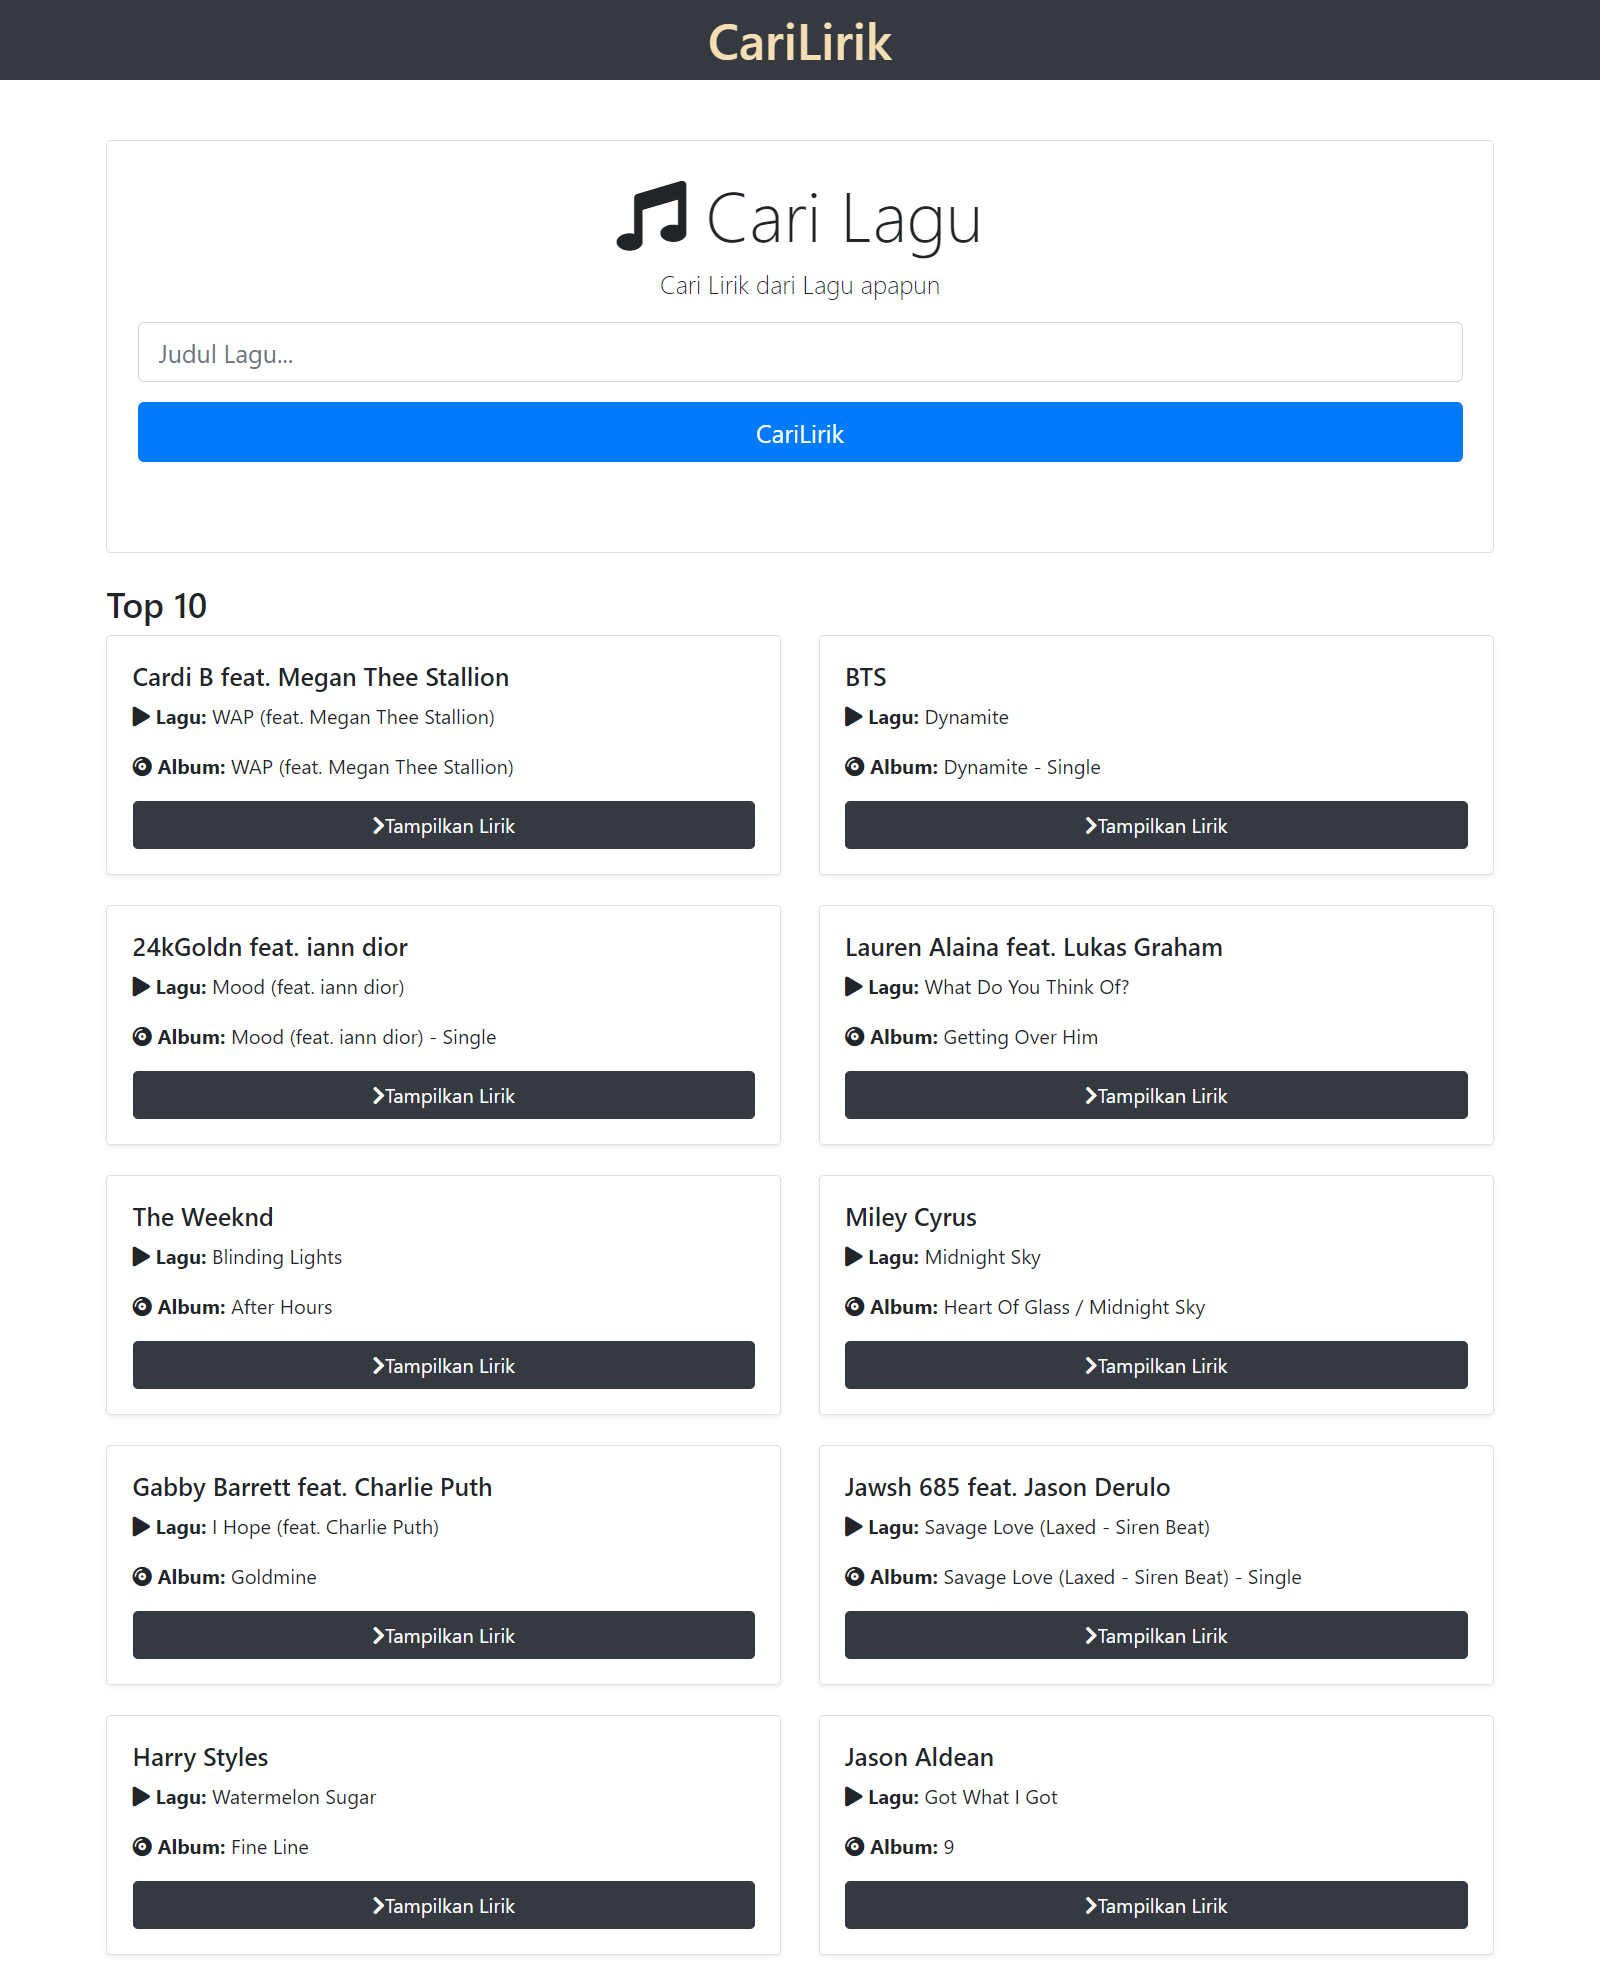 CariLirik
Cari Lagu
Cari Lirik dari Lagu apapun
Judul Lagu...
CariLirik
Top 10
Cardi B feat. Megan Thee Stallion
Lagu: WAP (feat. Megan Thee Stallion)
Album: WAP (feat. Megan Thee Stallion)
Tampilkan Lirik
BTS
Lagu: Dynamite
Album: Dynamite - Single
Tampilkan Lirik
24kGoldn feat. iann dior
Lagu: Mood (feat. iann dior)
Album: Mood (feat. iann dior) - Single
Tampilkan Lirik
Lauren Alaina feat. Lukas Graham
Lagu: What Do You Think Of?
Album: Getting Over Him
Tampilkan Lirik
The Weeknd
Lagu: Blinding Lights
Album: After Hours
Tampilkan Lirik
Miley Cyrus
Lagu: Midnight Sky
Album: Heart Of Glass / Midnight Sky
Tampilkan Lirik
Gabby Barrett feat. Charlie Puth
Lagu: I Hope (feat. Charlie Puth)
Album: Goldmine
Tampilkan Lirik
Jawsh 685 feat. Jason Derulo
Lagu: Savage Love (Laxed - Siren Beat)
Album: Savage Love (Laxed - Siren Beat) - Single
Tampilkan Lirik
Harry Styles
Lagu: Watermelon Sugar
Album: Fine Line
Tampilkan Lirik
Jason Aldean
Lagu: Got What I Got
Album: 9
Tampilkan Lirik